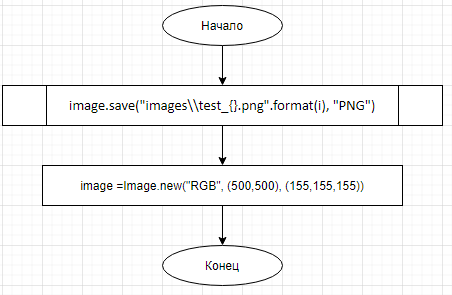 Начало
image.save("images\\test_{}.png".format(i), "PNG")
image =Image.new("RGB", (500,500), (155,155,155))
Конец